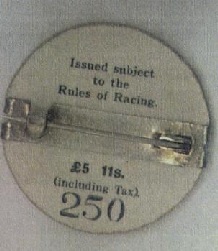 Issued subject
to the
Rules of Racing.
£5 11s.
(including Tax).
250